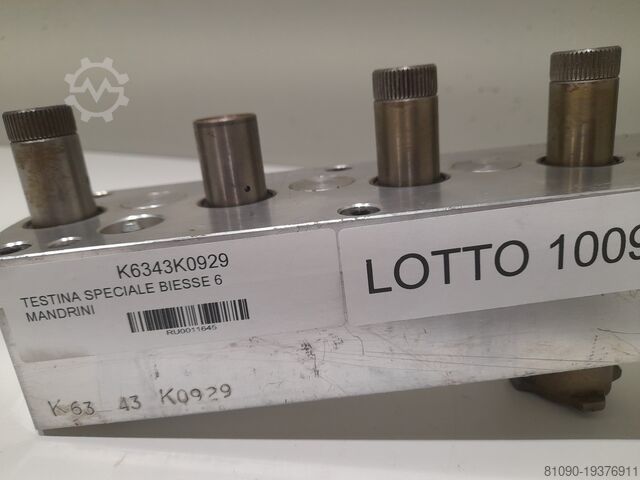 K6343K0929
TESTINA SPECIALE BIESSE 6
MANDRINI
RU0011645
LOTTO 1009
K63 43 K0929
81090-19376911